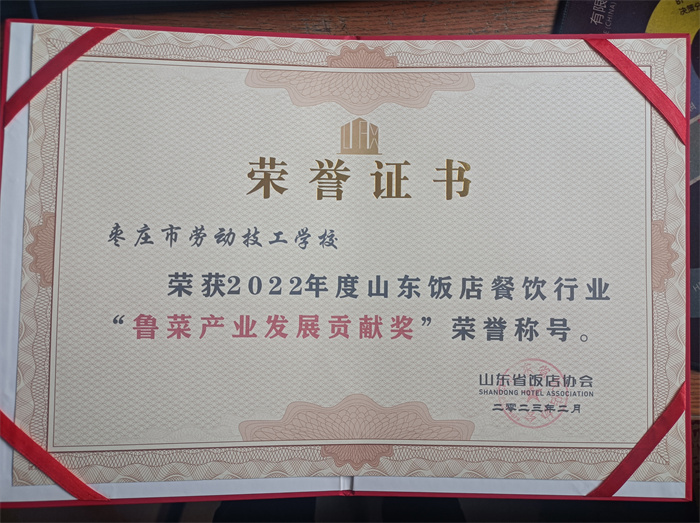 荣誉证书
枣庄市劳动技工学校
荣获2022年度山东饭店餐饮行业
“鲁菜产业发展贡献奖”荣誉称号。
山东省饭店协会
SHANDONG HOTEL ASSOCIATION
二零二三年二月
有限